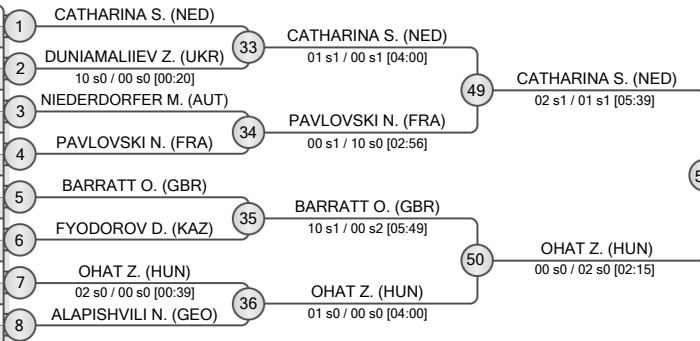 CATHARINA S. (NED)
1
DUNIAMALIIEV Z. (UKR)
2
10 s0 / 00 s0 [00:20]
33
CATHARINA S. (NED)
01 s1 / 00 s1 [04:00]
NIEDERDORFER M. (AUT)
3
PAVLOVSKI N. (FRA)
4
34
PAVLOVSKI N. (FRA)
00 s1 / 10 s0 [02:56]
49
CATHARINA S. (NED)
02 s1 / 01 s1 [05:39]
BARRATT O. (GBR)
5
FYODOROV D. (KAZ)
6
35
BARRATT O. (GBR)
10 s1 / 00 s2 [05:49]
OHAT Z. (HUN)
7
02 s0 / 00 s0 [00:39]
ALAPISHVILI N. (GEO)
8
36
OHAT Z. (HUN)
01 s0 / 00 s0 [04:00]
50
OHAT Z. (HUN)
00 s0 / 02 s0 [02:15]